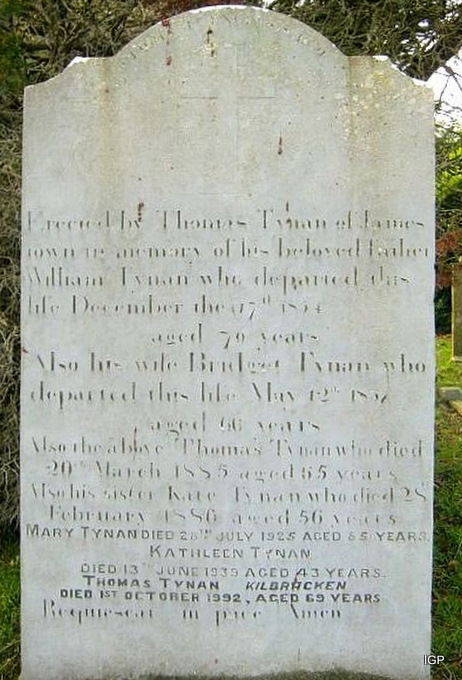 Erected by Thomas Tynan of James
town in memory of his beloved father
William Tynan who departed this
life December the 17th 1854
aged 70 years
Also his wife Bridget Tynan who
departed this life May 12th
aged 66 years
Also the above Thomas Tynan who died
20th March 1885 aged 65 years
Also his sister Kate Tynan who died 28th
February 1886 aged 56 years
MARY TYNAN DIED 28TH JULY 1925 AGED 65 YEARS.
KATHLEEN TYNAN
DIED 13TH JUNE 1939 AGED 43 YEARS.
THOMAS TYNAN KILBRACKEN
DIED 1ST OCTOBER 1992, AGED 69 YEARS
Requiescat in pace Amen
IGP